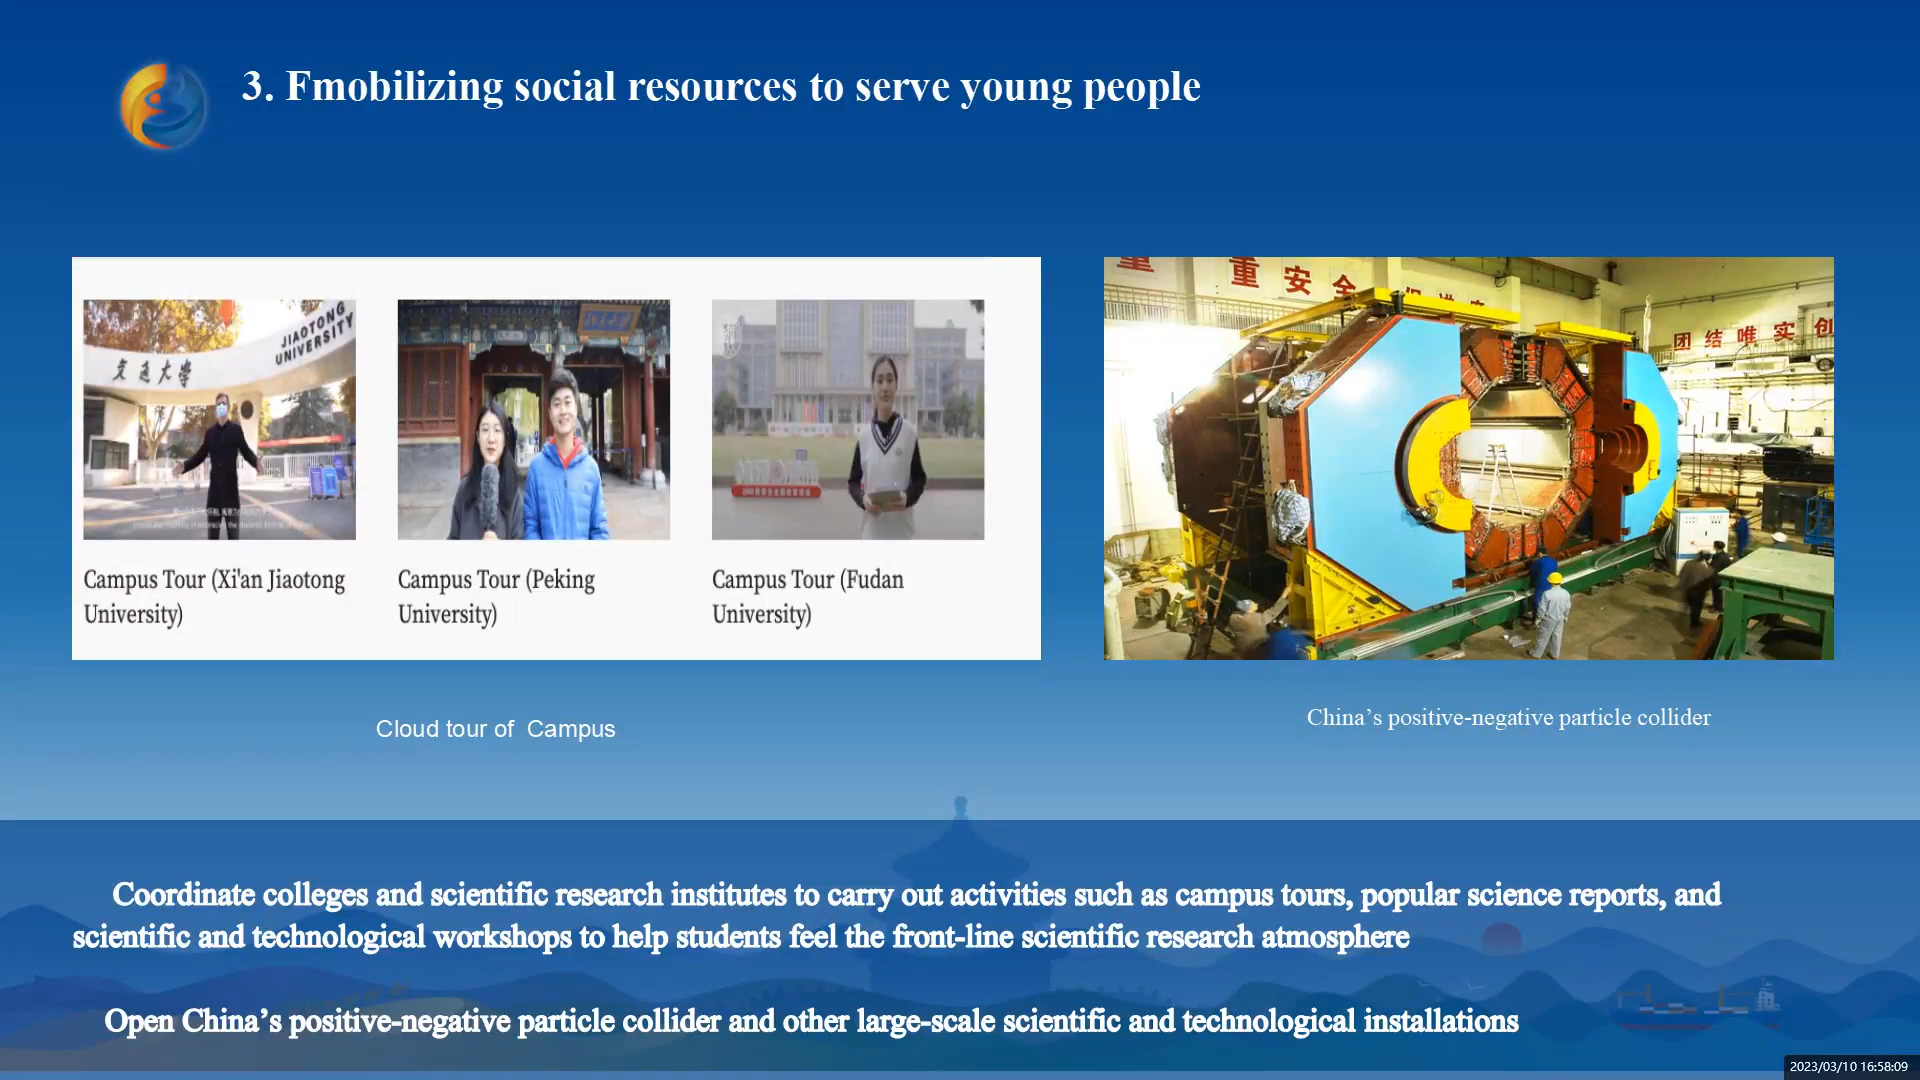 3. Fmobilizing social resources to serve young people
JIAOTONG
UNIVERSITY
交通大学
重安全
团结唯实创
Campus Tour (Xi'an Jiaotong
University)
Campus Tour (Peking
University)
Campus Tour (Fudan
University)
Cloud tour of Campus
China’s positive-negative particle collider
Coordinate colleges and scientific research institutes to carry out activities such as campus tours, popular science reports, and
scientific and technological workshops to help students feel the front-line scientific research atmosphere
Open China’s positive-negative particle collider and other large-scale scientific and technological installations
2023/03/10 16:58:09